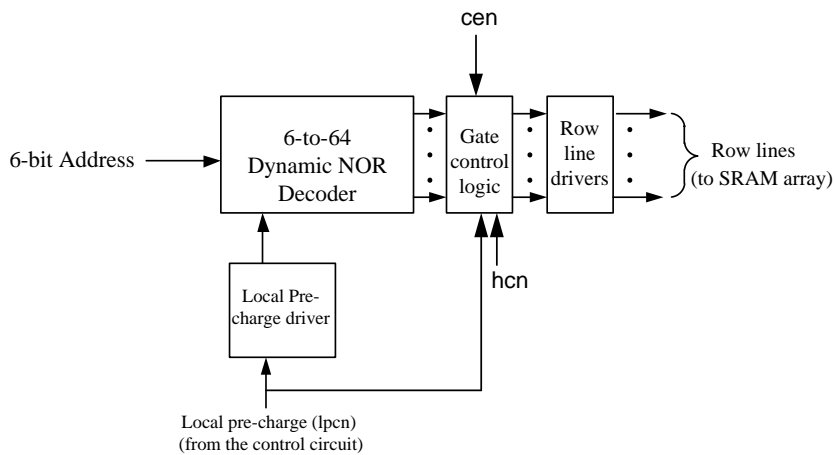 cen
6-bit Address
6-to-64
Dynamic NOR
Decoder
Gate
control
logic
Row
line
drivers
Row lines
(to SRAM array)
hcn
Local Pre-
charge driver
Local pre-charge (lpcn)
(from the control circuit)